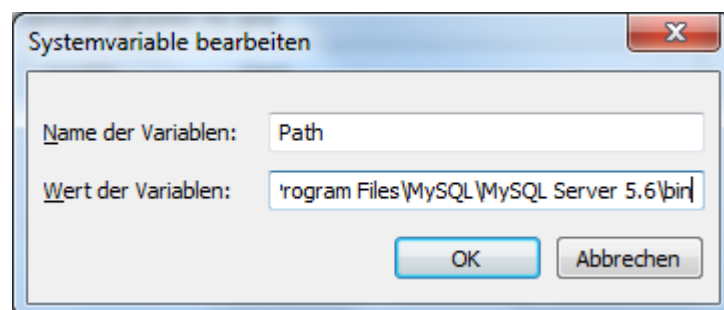 Systemvariable bearbeiten
Name der Variablen: Path
Wert der Variablen: rogram Files\MySQL\MySQL Server 5.6\bin
OK Abbrechen